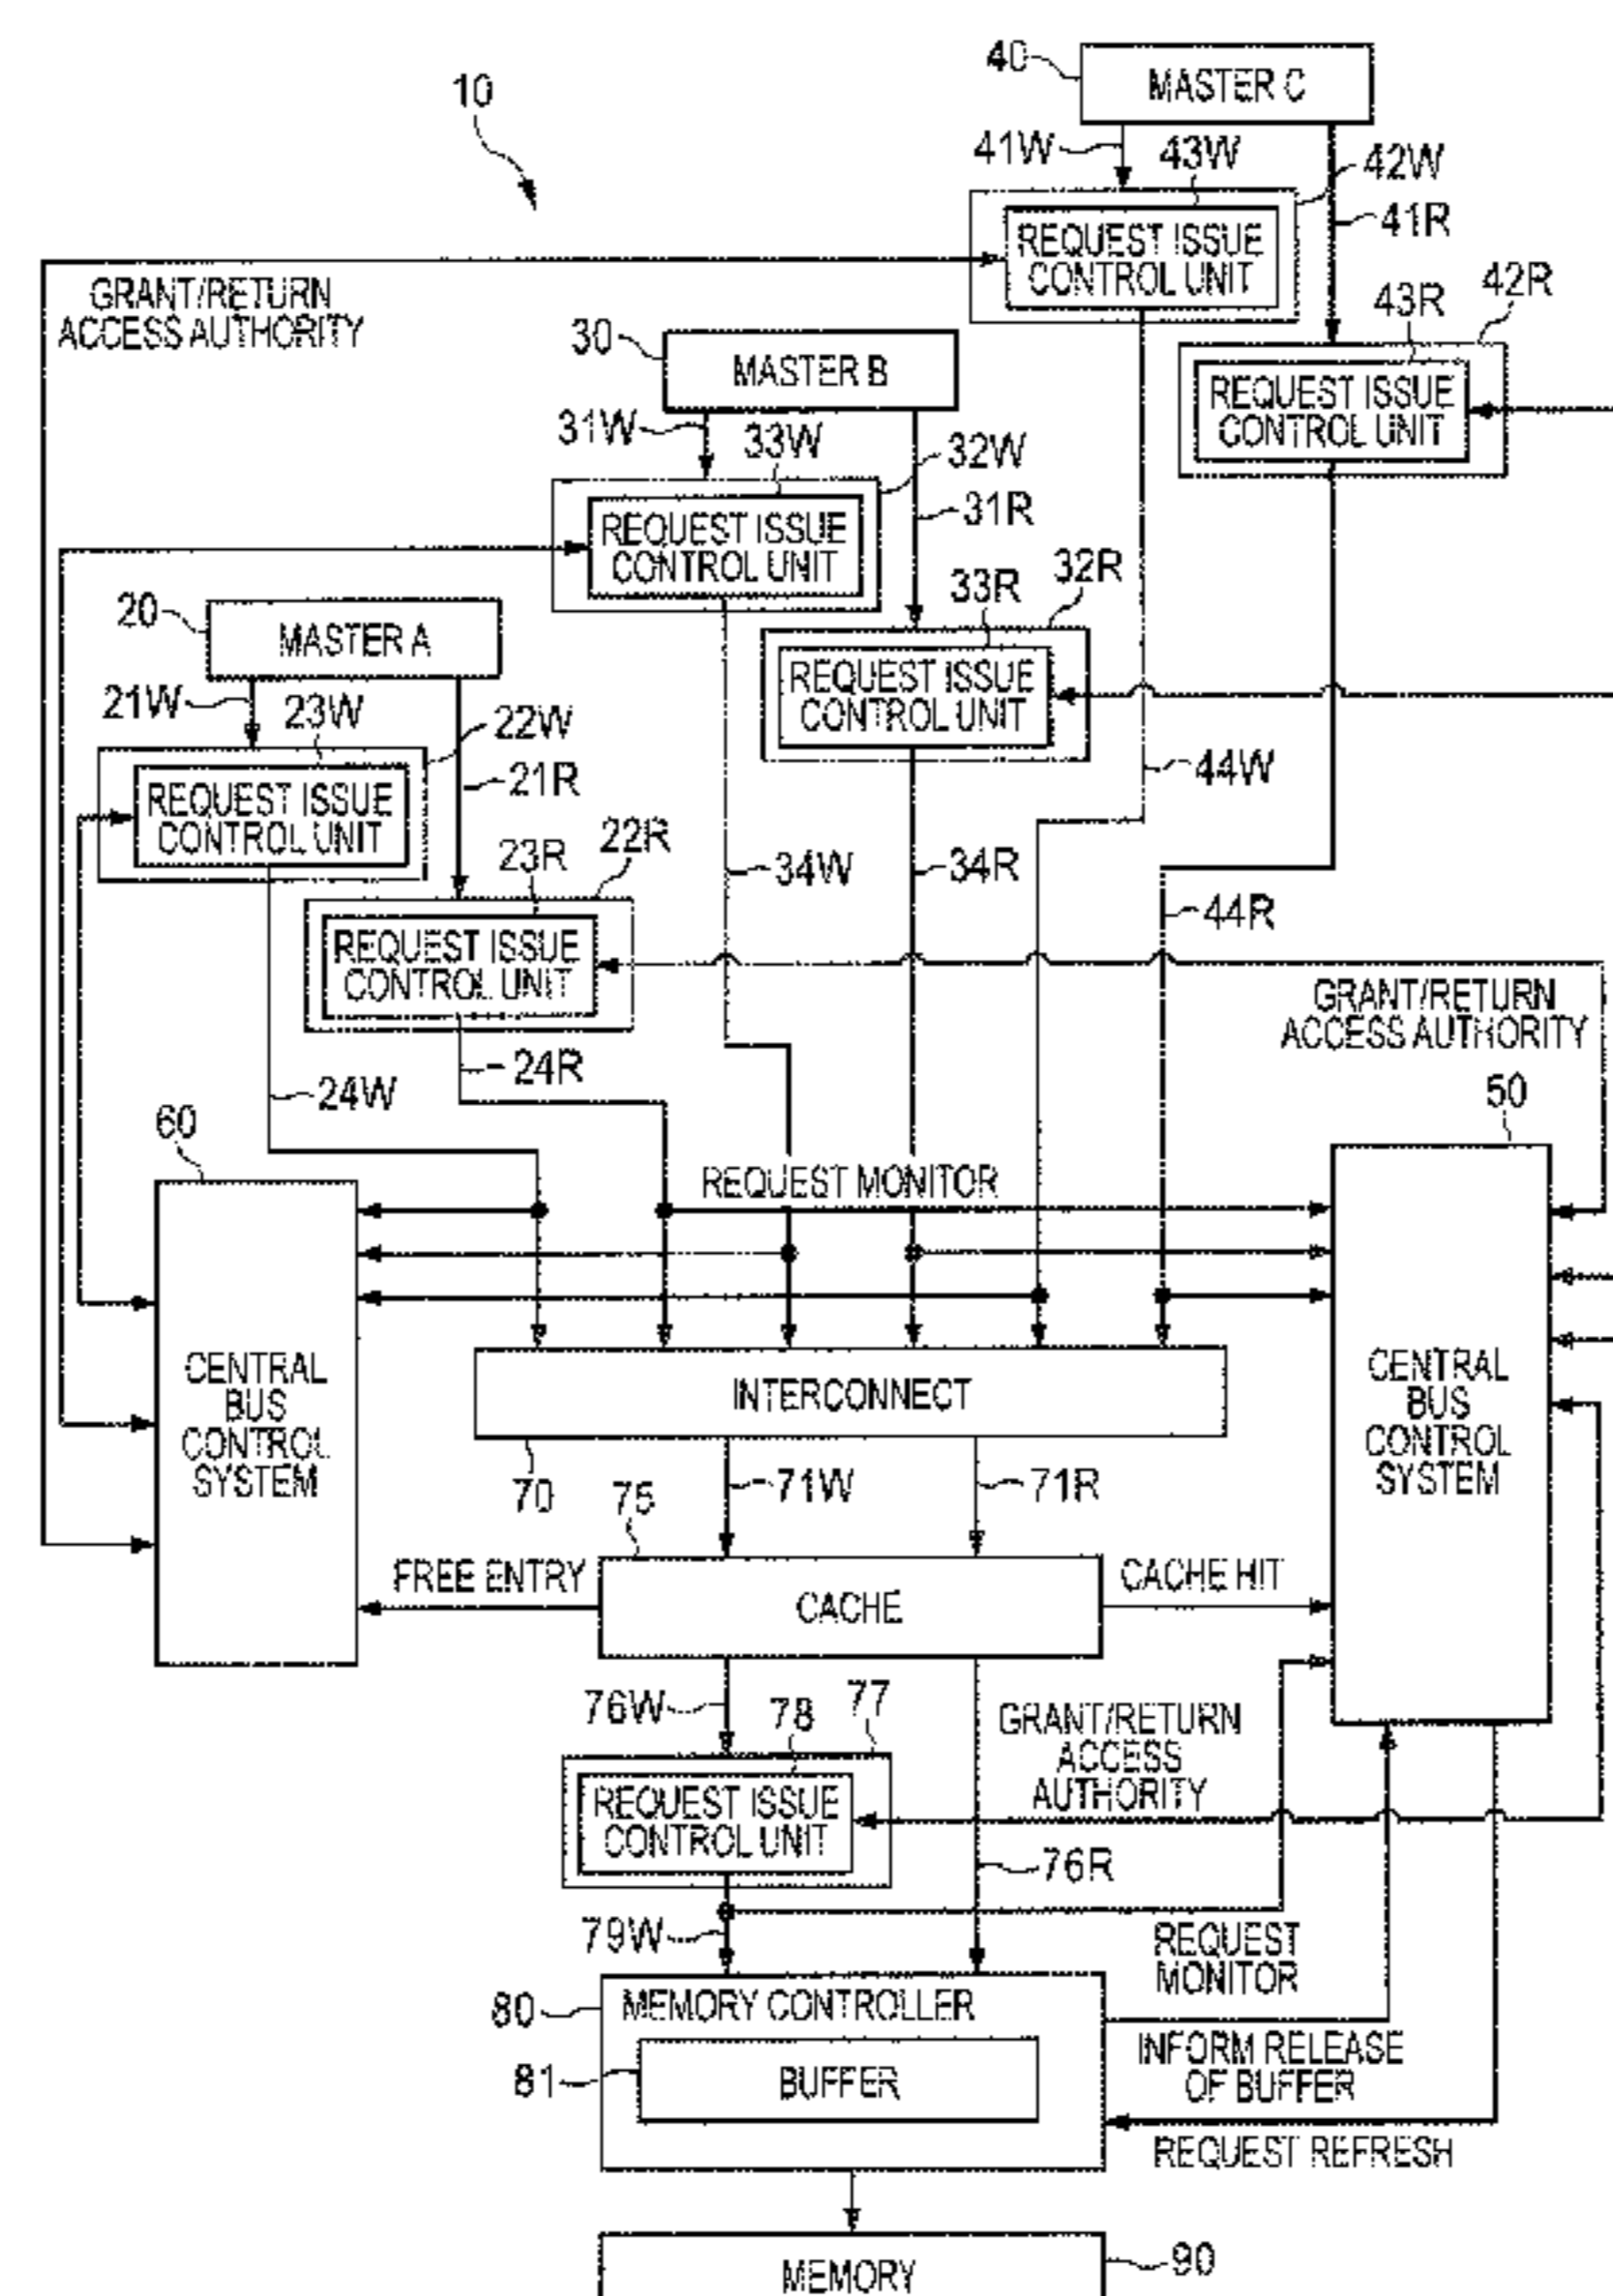 10
40
MASTER C
41W
43W
42W
41R
REQUEST ISSUE
CONTROL UNIT
GRANT/RETURN
ACCESS AUTHORITY
43R
42R
REQUEST ISSUE
CONTROL UNIT
30
MASTER B
31W
33W
32W
31R
REQUEST ISSUE
CONTROL UNIT
33R
32R
REQUEST ISSUE
CONTROL UNIT
20
MASTER A
21W
23W
22W
21R
REQUEST ISSUE
CONTROL UNIT
44W
23R
22R
34W
34R
44R
REQUEST ISSUE
CONTROL UNIT
GRANT/RETURN
ACCESS AUTHORITY
24R
24W
60
50
REQUEST MONITOR
CENTRAL
BUS
CONTROL
SYSTEM
INTERCONNECT
CENTRAL
BUS
CONTROL
SYSTEM
70
71W
71R
75
FREE ENTRY
CACHE
CACHE HIT
76W
78
77
GRANT/RETURN
ACCESS
AUTHORITY
REQUEST ISSUE
CONTROL UNIT
76R
79W
REQUEST
MONITOR
80
MEMORY CONTROLLER
81
BUFFER
INFORM RELEASE
OF BUFFER
REQUEST REFRESH
MEMORY
90